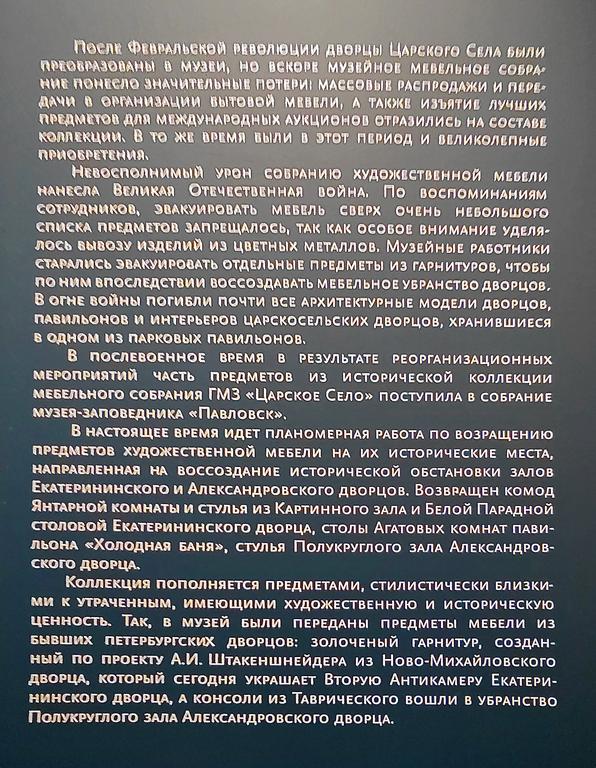 После Февральской революции дворцы Царского Села были
преобразованы в музеи, но вскоре музейное мебельное собра-
ние понесло значительные потери: массовые распродажи и пере-
дачи в организации бытовой мебели, а также изъятие лучших
предметов для международных аукционов отразились на составе
коллекции. В то же время были в этот период и великолепные
приобретения.
Невосполнимый урон собранию художественной мебели
нанесла Великая Отечественная война. По воспоминаниям
сотрудников, эвакуировать мебель сверх очень небольшого
списка предметов запрещалось, так как особое внимание уделя-
лось вывозу изделий из цветных металлов. Музейные работники
старались эвакуировать отдельные предметы из гарнитуров, чтобы
по ним впоследствии воссоздавать мебельное убранство дворцов.
В огне войны погибли почти все архитектурные модели дворцов,
павильонов и интерьеров царскосельских дворцов, хранившиеся
в одном из парковых павильонов.
В послевоенное время в результате реорганизационных
мероприятий часть предметов из исторической коллекции
мебельного собрания ГМЗ «Царское Село» поступила в собрание
музея-заповедника «Павловск».
В настоящее время идет планомерная работа по возращению
предметов художественной мебели на их исторические места,
направленная на воссоздание исторической обстановки залов
Екатерининского и Александровского дворцов. Возвращен комод
Янтарной комнаты и стулья из Картинного зала и Белой Парадной
столовой Екатерининского дворца, столы Агатовых комнат пави-
льона «Холодная баня», стулья Полукруглого зала Александров-
ского дворца.
Коллекция пополняется предметами, стилистически близки-
ми к утраченным, имеющими художественную и историческую
ценность. Так, в музей были переданы предметы мебели из
бывших петербургских дворцов: золоченый гарнитур, создан-
ный по проекту А.И. Штакеншнейдера из Ново-Михайловского
дворца, который сегодня украшает Вторую Антикамеру Екатери-
нинского дворца, а консоли из Таврического вошли в убранство
Полукруглого зала Александровского дворца.